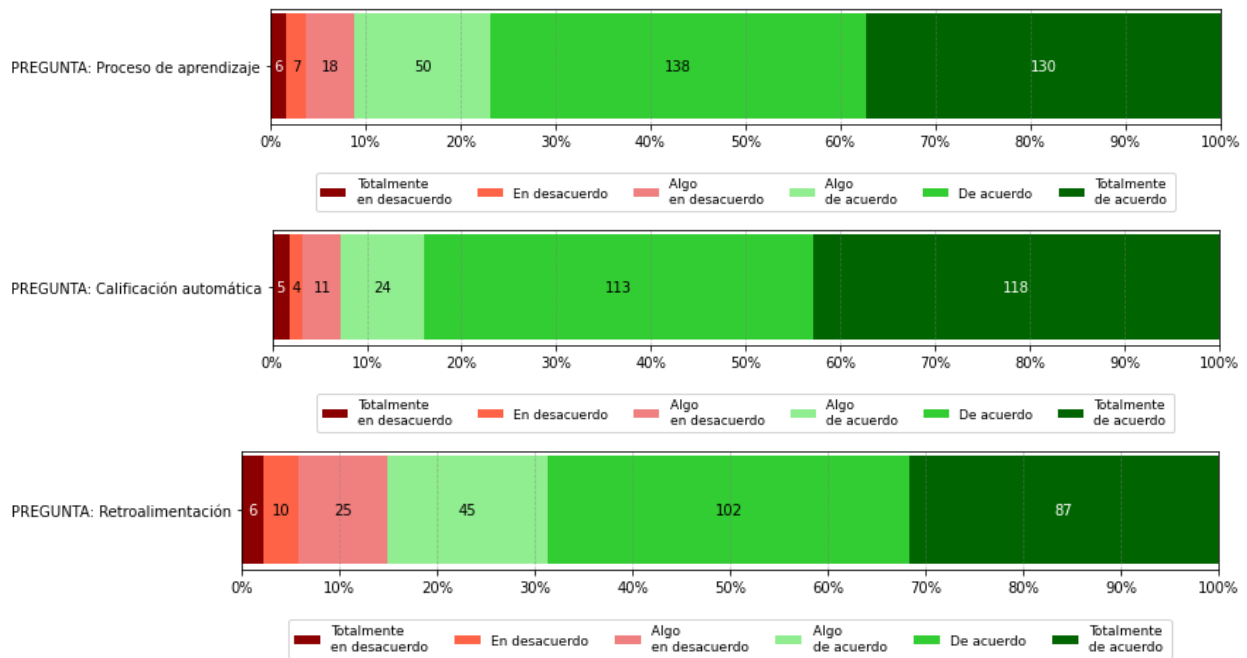 PREGUNTA: Proceso de aprendizaje
6 7 18 50 138 130
0% 10% 20% 30% 40% 50% 60% 70% 80% 90% 100%
Totalmente
en desacuerdo
En desacuerdo
Algo
en desacuerdo
Algo
de acuerdo
De acuerdo
Totalmente
de acuerdo
PREGUNTA: Calificación automática
5 4 11 24 113 118
0% 10% 20% 30% 40% 50% 60% 70% 80% 90% 100%
Totalmente
en desacuerdo
En desacuerdo
Algo
en desacuerdo
Algo
de acuerdo
De acuerdo
Totalmente
de acuerdo
PREGUNTA: Retroalimentación
6 10 25 45 102 87
0% 10% 20% 30% 40% 50% 60% 70% 80% 90% 100%
Totalmente
en desacuerdo
En desacuerdo
Algo
en desacuerdo
Algo
de acuerdo
De acuerdo
Totalmente
de acuerdo